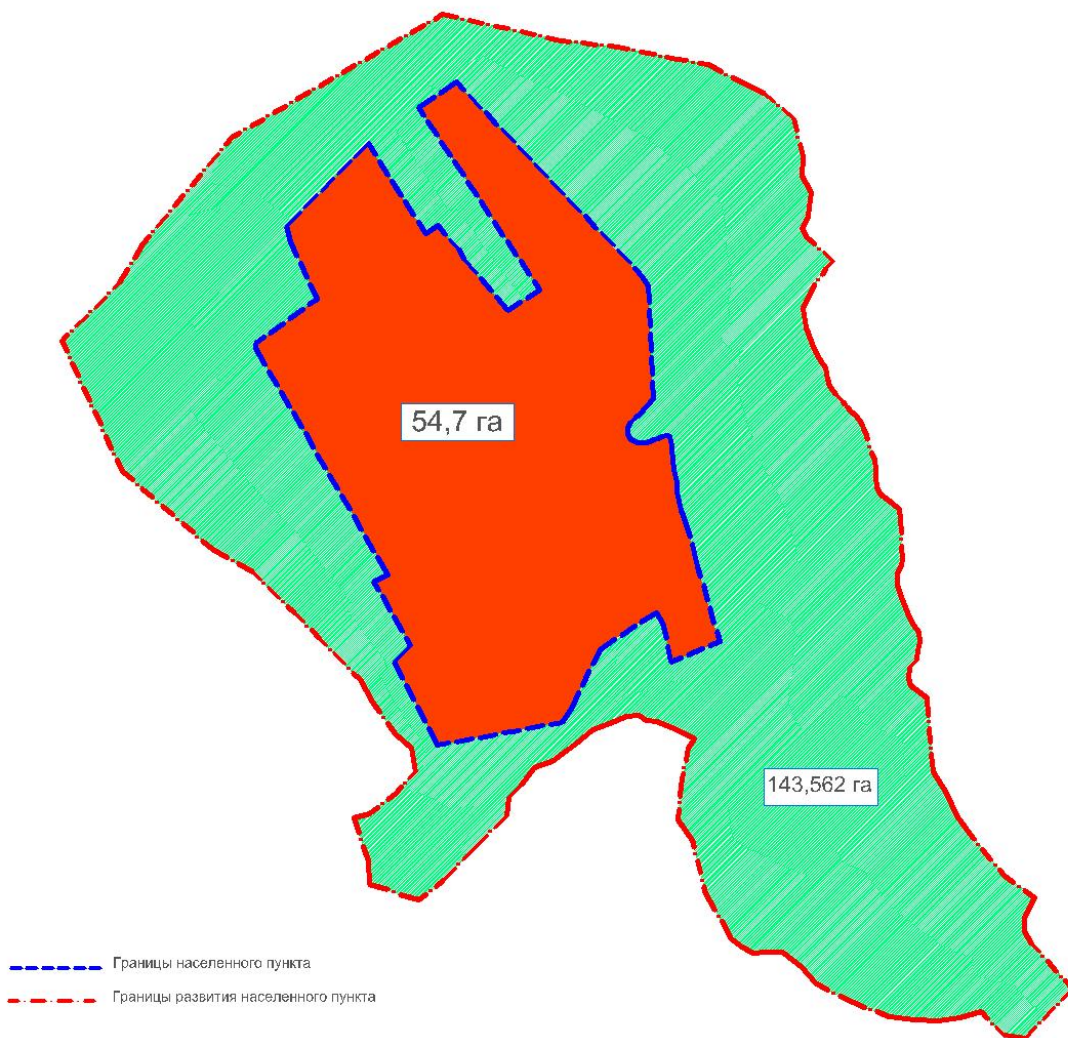 54,7 га
143,562 га
Границы населенного пункта
Границы развития населенного пункта